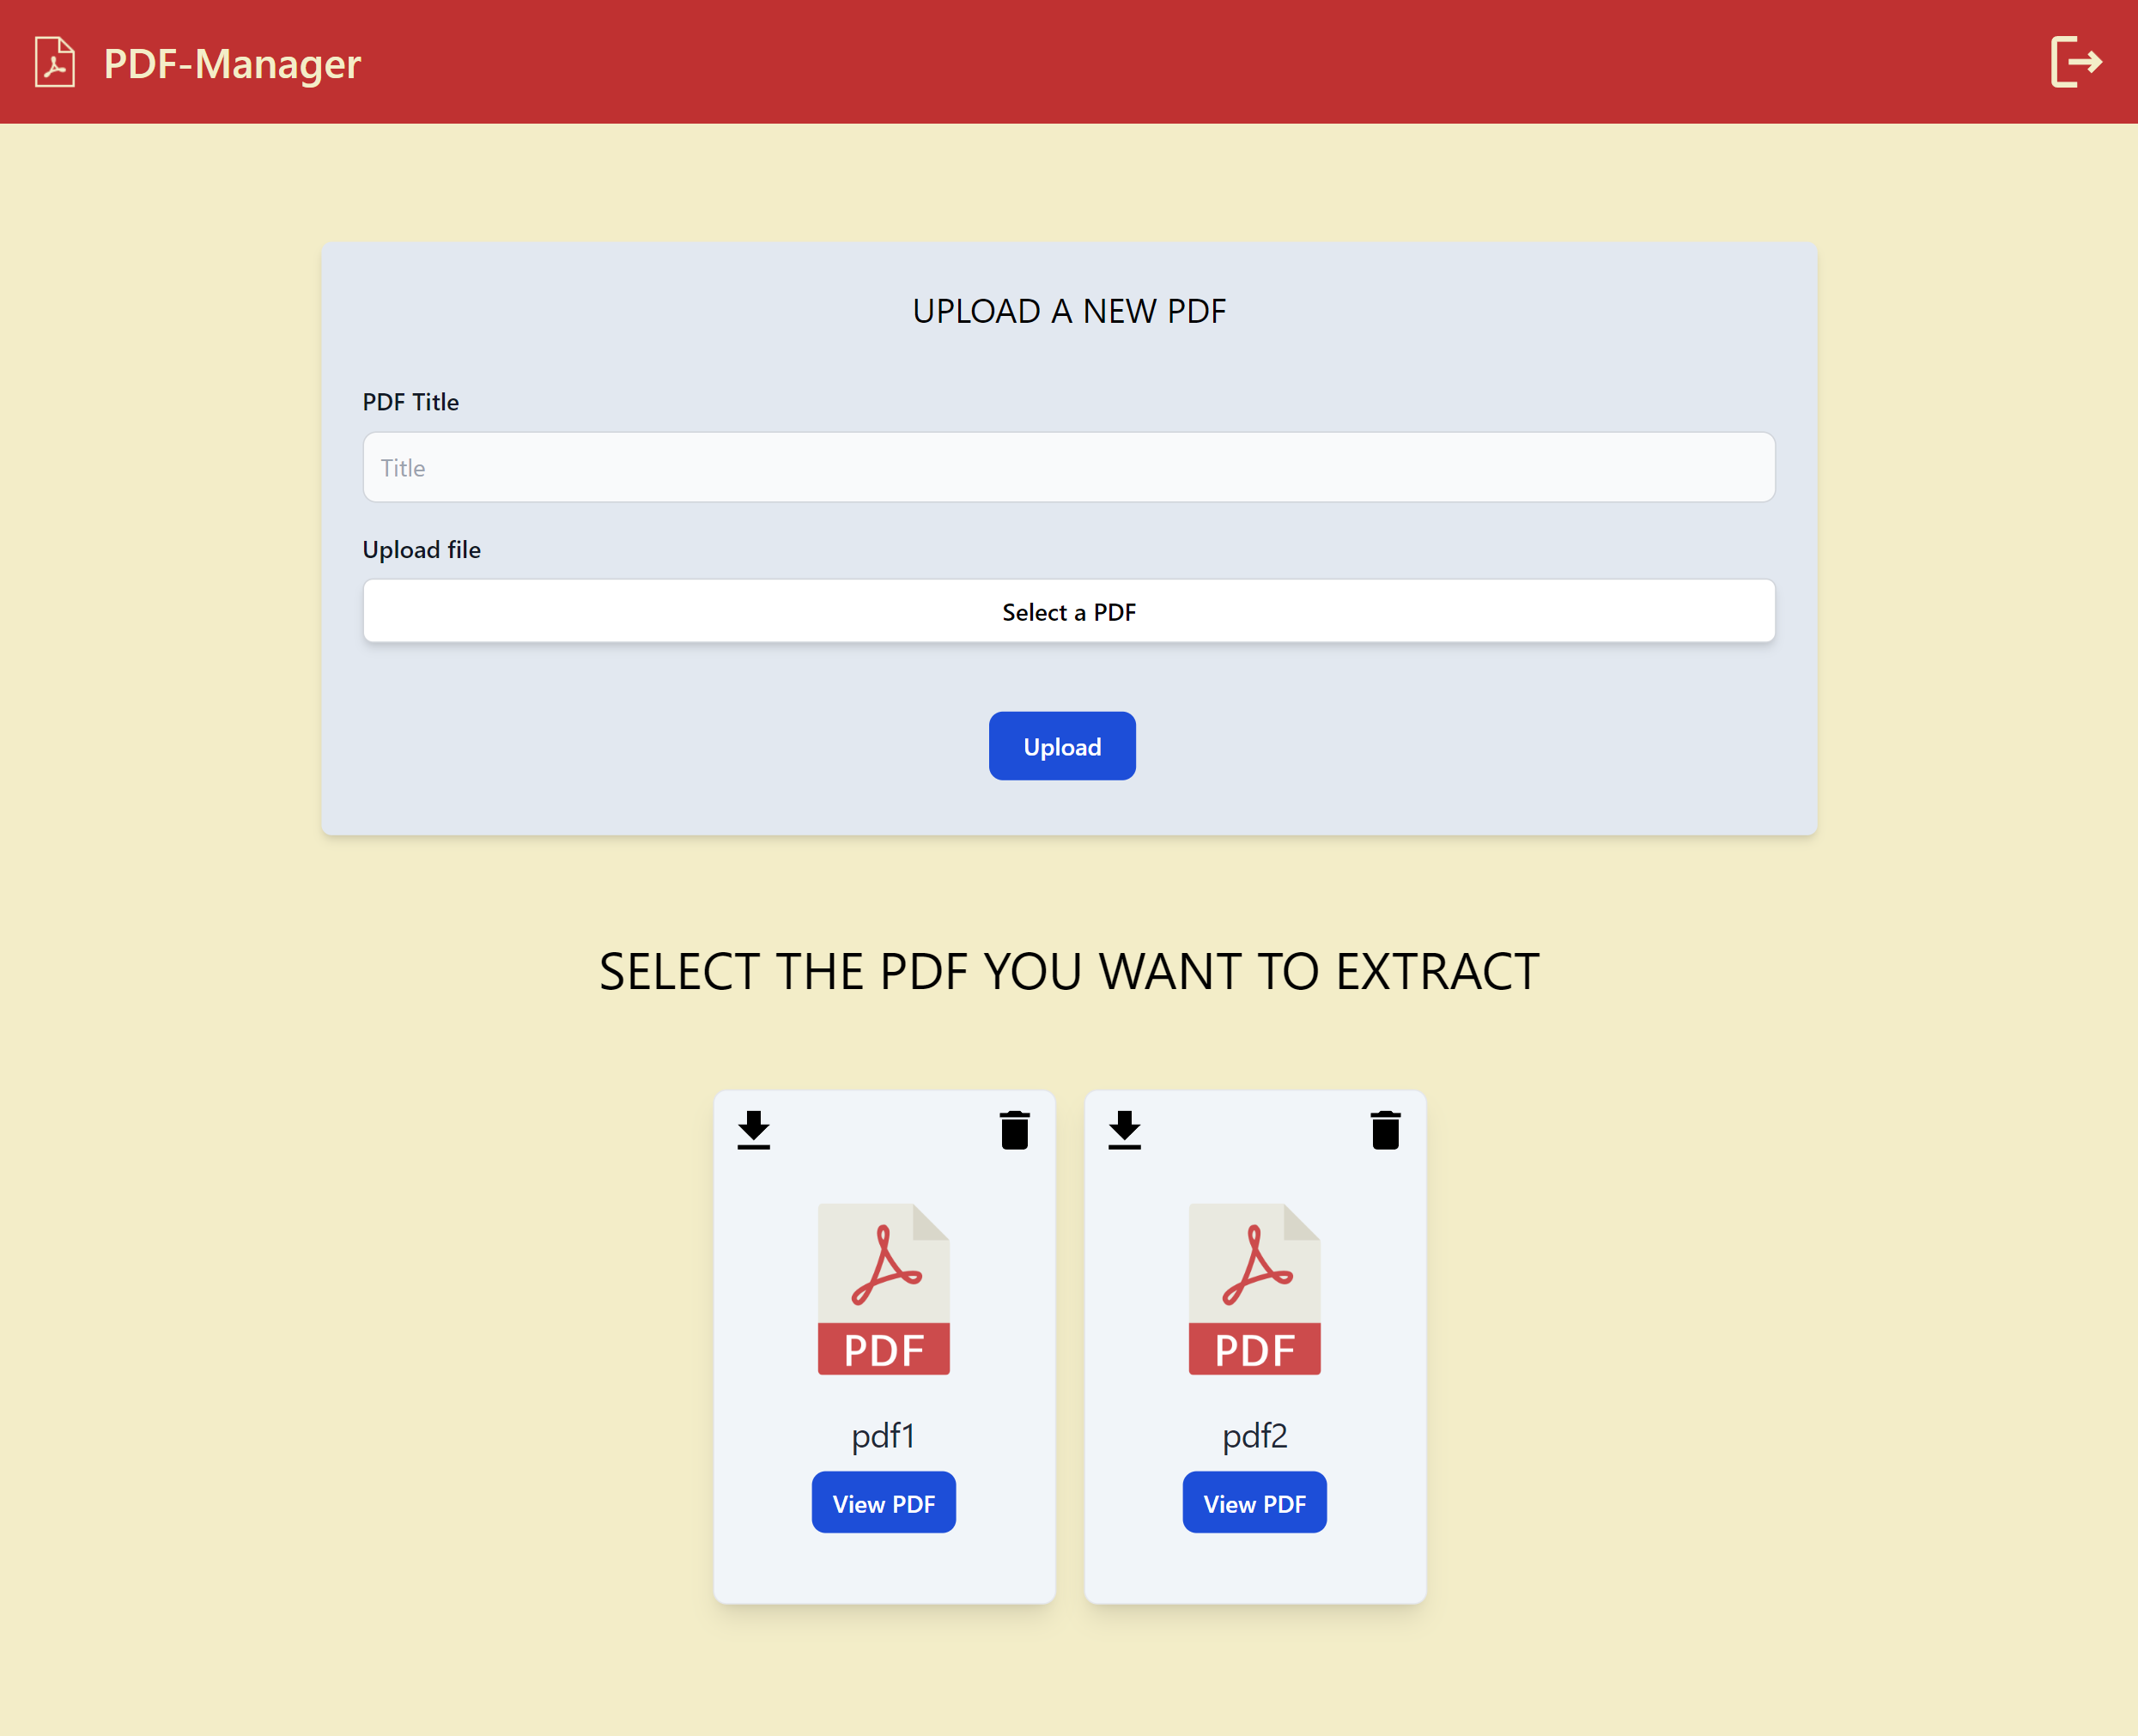 PDF-Manager
UPLOAD A NEW PDF
PDF Title
Title
Upload file
Select a PDF
Upload
SELECT THE PDF YOU WANT TO EXTRACT
PDF
pdf1
View PDF
PDF
pdf2
View PDF